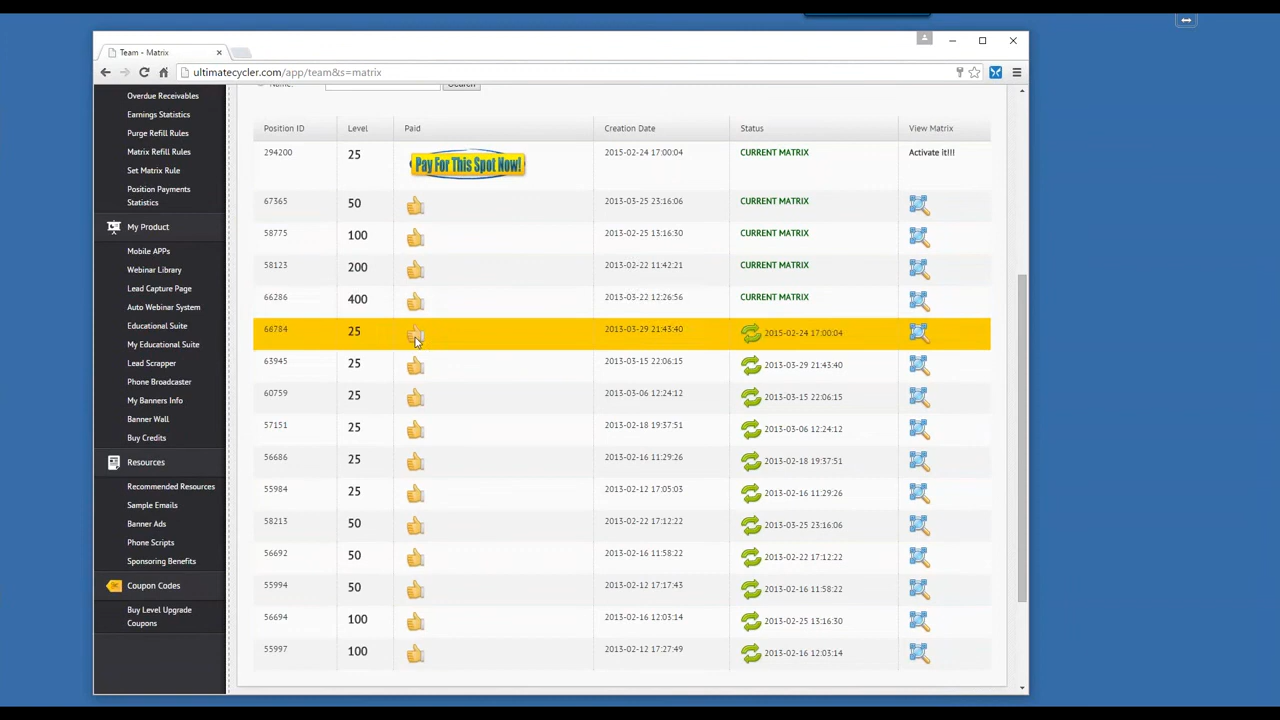 Team - Matrix
ultimatecycler.com/app/team&s=matrix
Overdue Receivables
Earnings Statistics
Purge Refill Rules
Matrix Refill Rules
Set Matrix Rule
Position Payments
Statistics
My Product
Mobile APPs
Webinar Library
Lead Capture Page
Auto Webinar System
Educational Suite
My Educational Suite
Lead Scrapper
Phone Broadcaster
My Banners Info
Banner Wall
Buy Credits
Resources
Recommended Resources
Sample Emails
Banner Ads
Phone Scripts
Sponsoring Benefits
Coupon Codes
Buy Level Upgrade
Coupons
Name: Search
Position ID Level Paid Creation Date Status View Matrix
294200 25 Pay For This Spot Now! 2015-02-24 17:00:04 CURRENT MATRIX Activate it!!!
67365 50 2013-03-25 23:16:06 CURRENT MATRIX
58775 100 2013-02-25 13:16:30 CURRENT MATRIX
58123 200 2013-02-22 11:42:21 CURRENT MATRIX
66286 400 2013-03-22 12:26:56 CURRENT MATRIX
66784 25 2013-03-29 21:43:40 2015-02-24 17:00:04
63945 25 2013-03-15 22:06:15 2013-03-29 21:43:40
60759 25 2013-03-06 12:24:12 2013-03-15 22:06:15
57151 25 2013-02-18 19:37:51 2013-03-06 12:24:12
56686 25 2013-02-16 11:29:26 2013-02-18 19:37:51
55984 25 2013-02-12 17:05:03 2013-02-16 11:29:26
58213 50 2013-02-22 17:12:22 2013-03-25 23:16:06
56692 50 2013-02-16 11:58:22 2013-02-22 17:12:22
55994 50 2013-02-12 17:17:43 2013-02-16 11:58:22
56694 100 2013-02-16 12:03:14 2013-02-25 13:16:30
55997 100 2013-02-12 17:27:49 2013-02-16 12:03:14